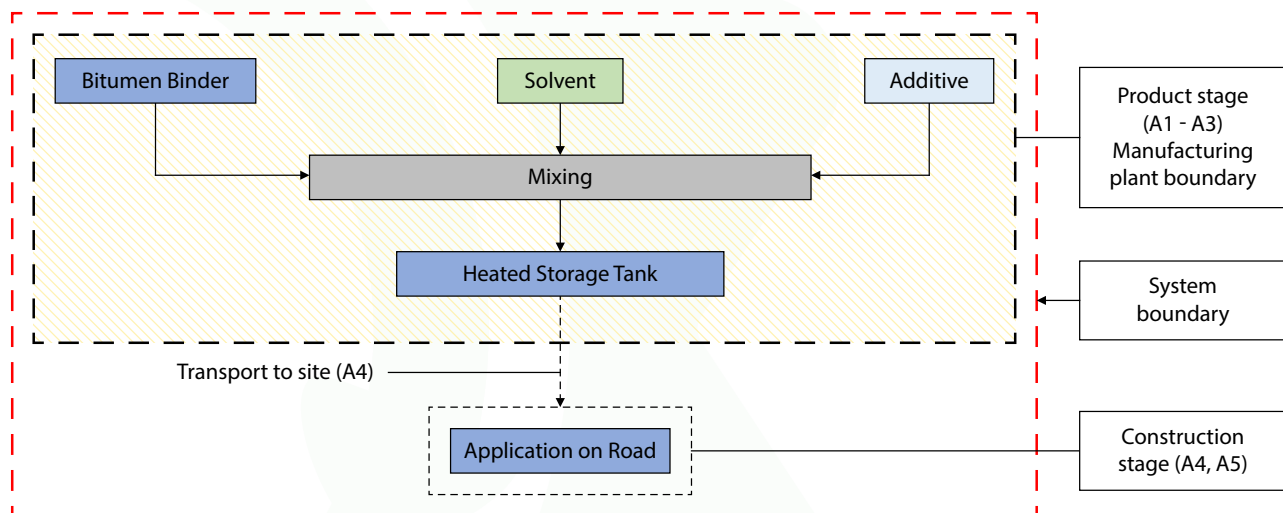 Bitumen Binder
Solvent
Additive
Mixing
Heated Storage Tank
Transport to site (A4)
Application on Road
Product stage
(A1 - A3)
Manufacturing
plant boundary
System
boundary
Construction
stage (A4, A5)